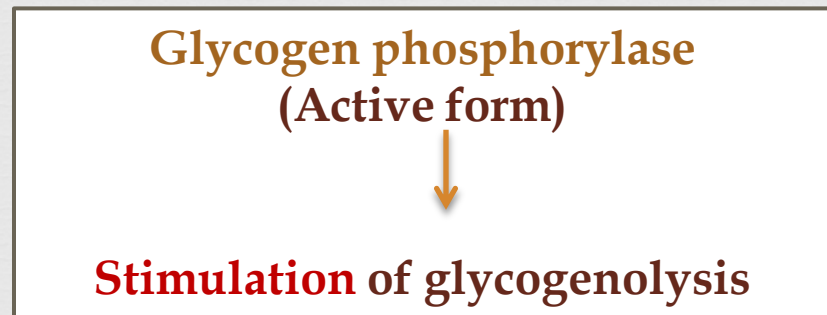 Glycogen phosphorylase
(Active form)
Stimulation of glycogenolysis